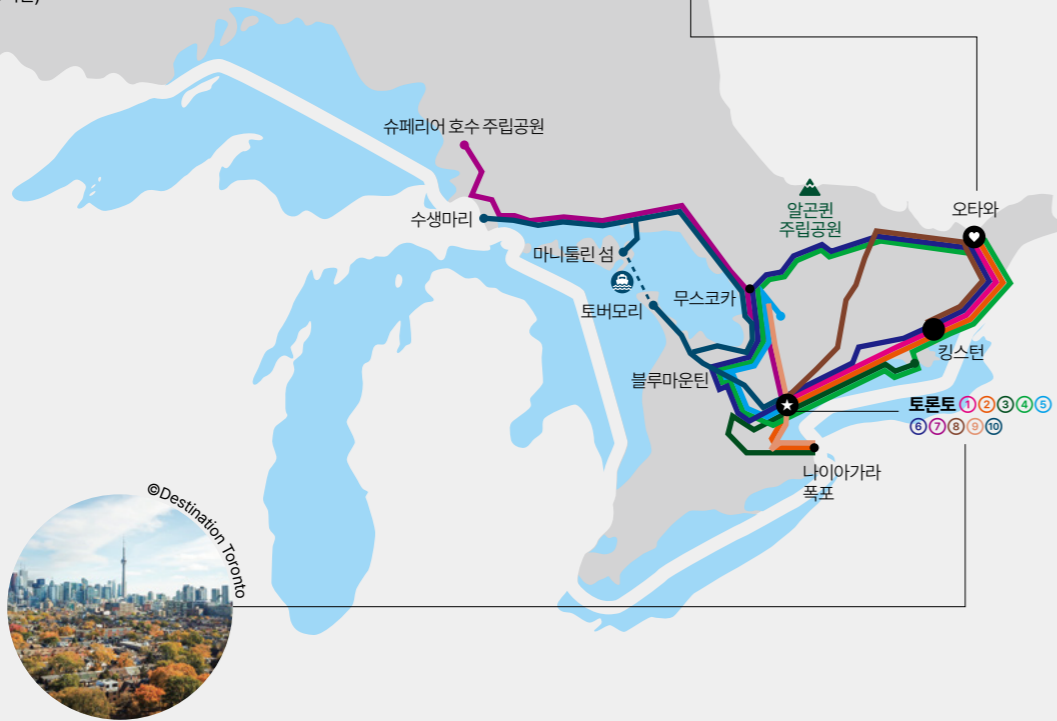 슈페리어 호수 주립공원
수생마리
마니툴린 섬
토버모리
무스코카
블루마운틴
알곤퀸
주립공원
오타와
킹스턴
토론토 ① ② ③ ④ ⑤
⑥ ⑦ ⑧ ⑨ ⑩
나이아가라
폭포
©Destination Toronto